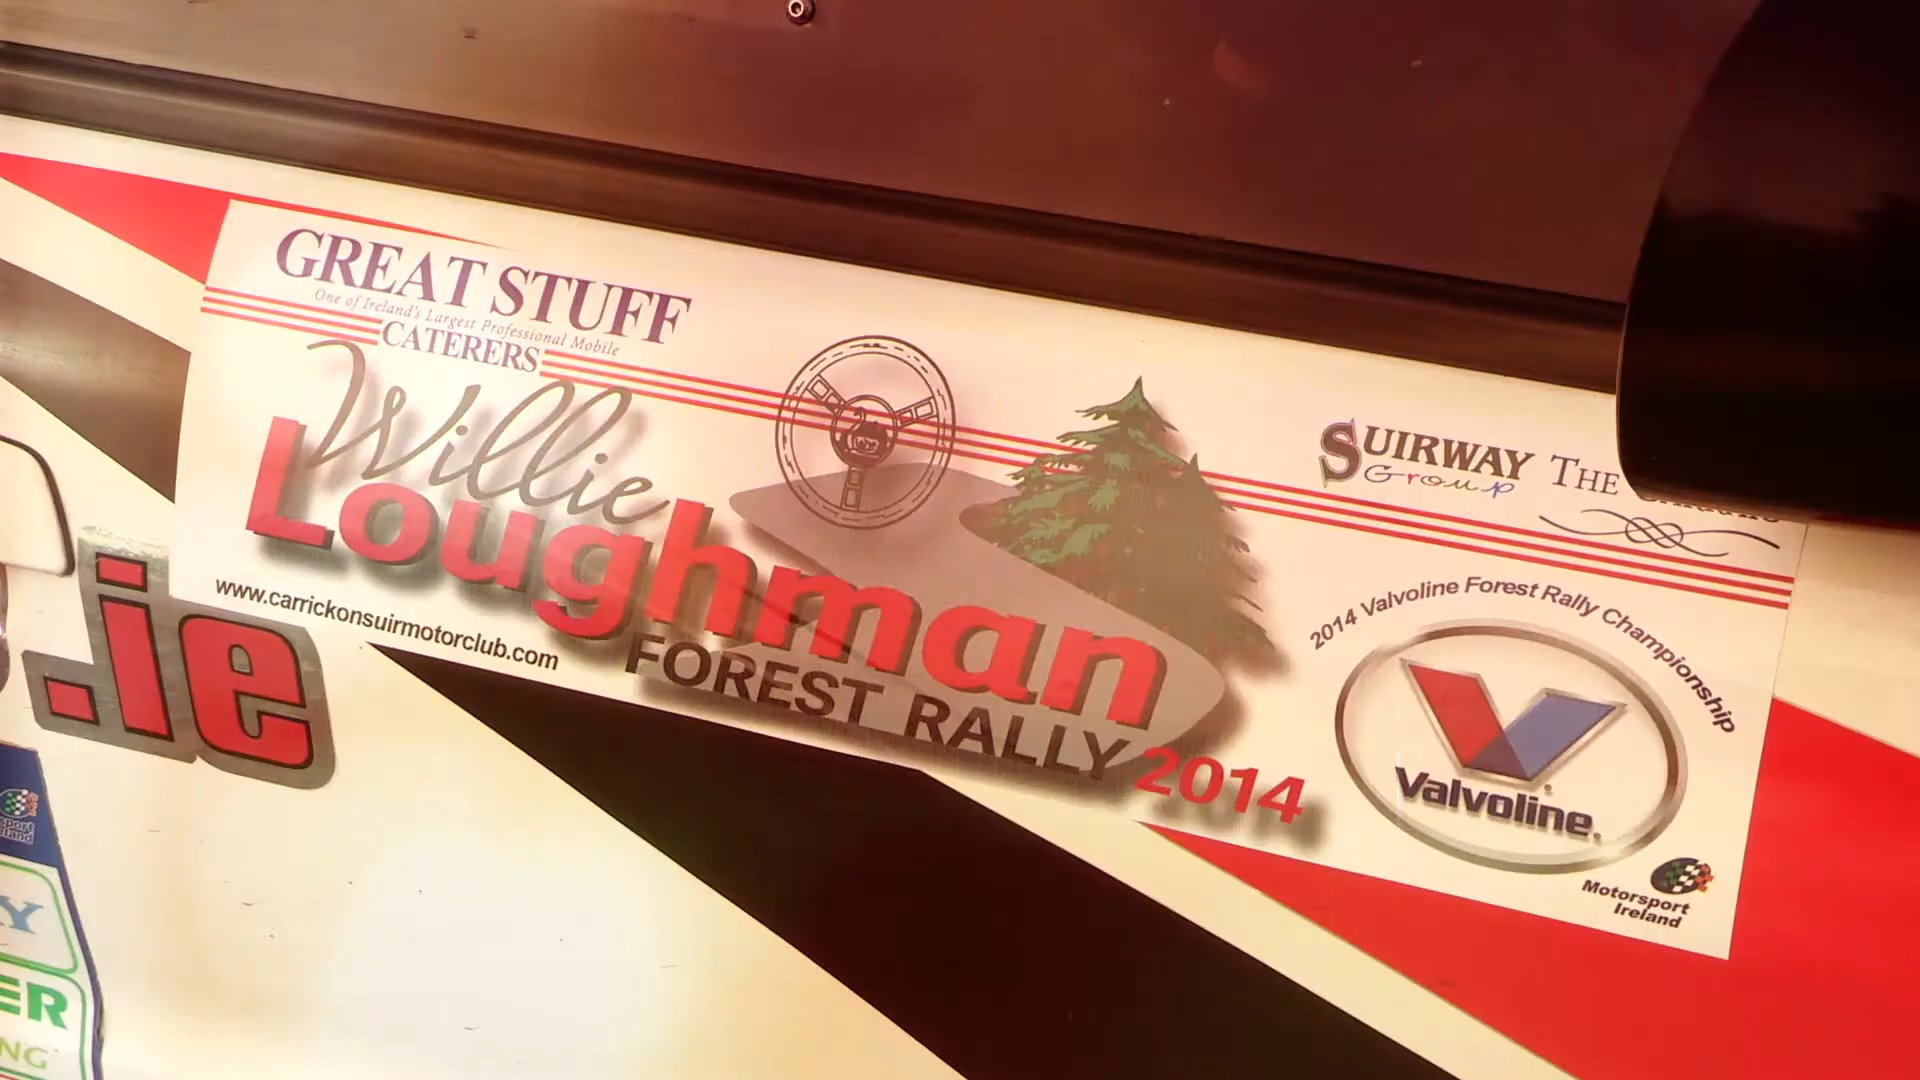 GREAT STUFF
One of Ireland's Largest Professional Mobile
CATERERS
Willie
Loughman
FOREST RALLY 2014
www.carrickonsuirmotorclub.com
SUIRWAY THE
Group
2014 Valvoline Forest Rally Championship
V
Valvoline
Motorsport
Ireland
.ie